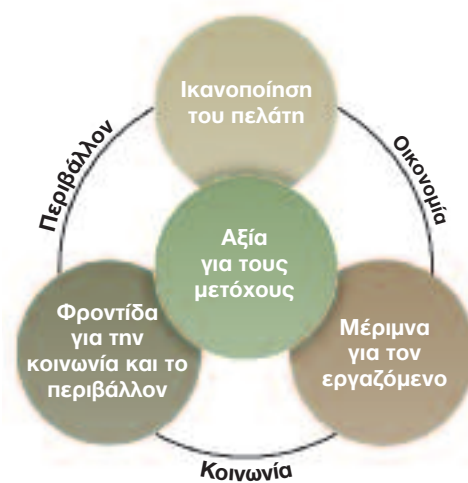 Ικανοποίηση
του πελάτη
Περιβάλλον
Οικονομία
Αξία
για τους
μετόχους
Φροντίδα
για την
κοινωνία και το
περιβάλλον
Μέριμνα
για τον
εργαζόμενο
Κοινωνία